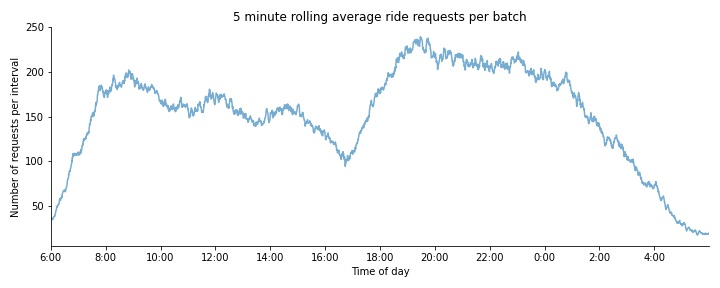 5 minute rolling average ride requests per batch
250
200
150
100
50
Number of requests per interval
6:00 8:00 10:00 12:00 14:00 16:00 18:00 20:00 22:00 0:00 2:00 4:00
Time of day